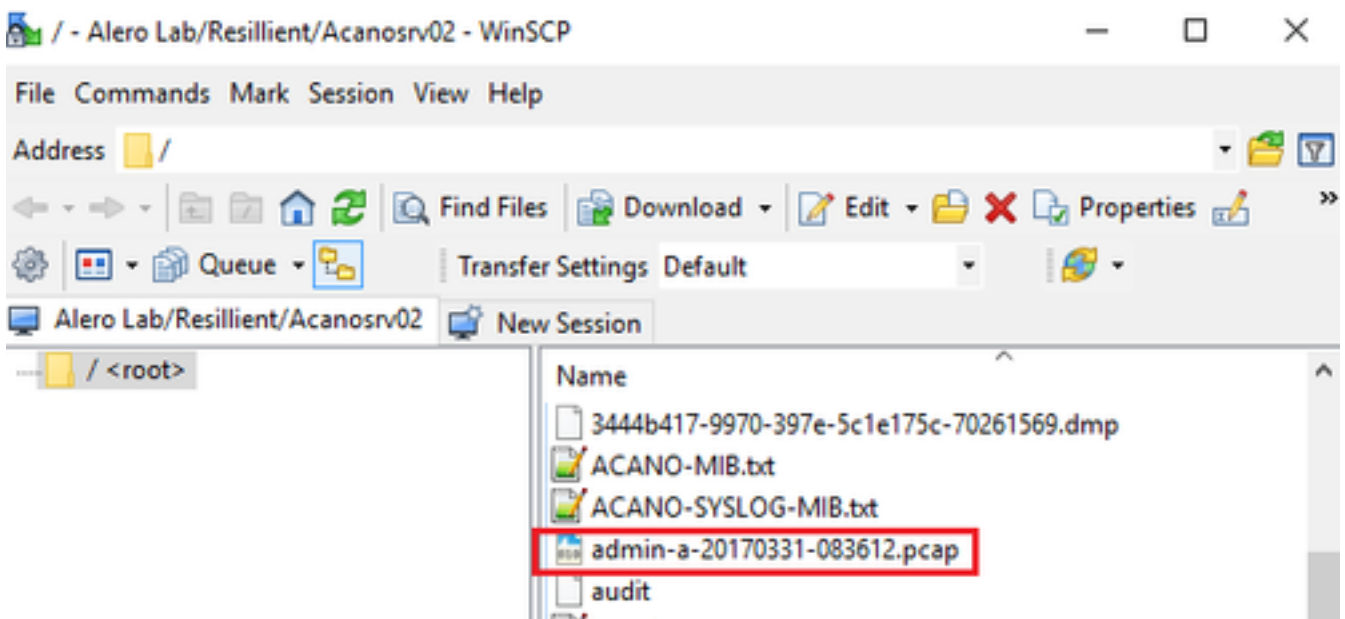 / - Alero Lab/Resillient/Acanosrv02 - WinSCP
File Commands Mark Session View Help
Address /
Find Files Download Edit Properties
Queue Transfer Settings Default
Alero Lab/Resillient/Acanosrv02 New Session
/ <root>
Name
3444b417-9970-397e-5c1e175c-70261569.dmp
ACANO-MIB.txt
ACANO-SYSLOG-MIB.txt
admin-a-20170331-083612.pcap
audit